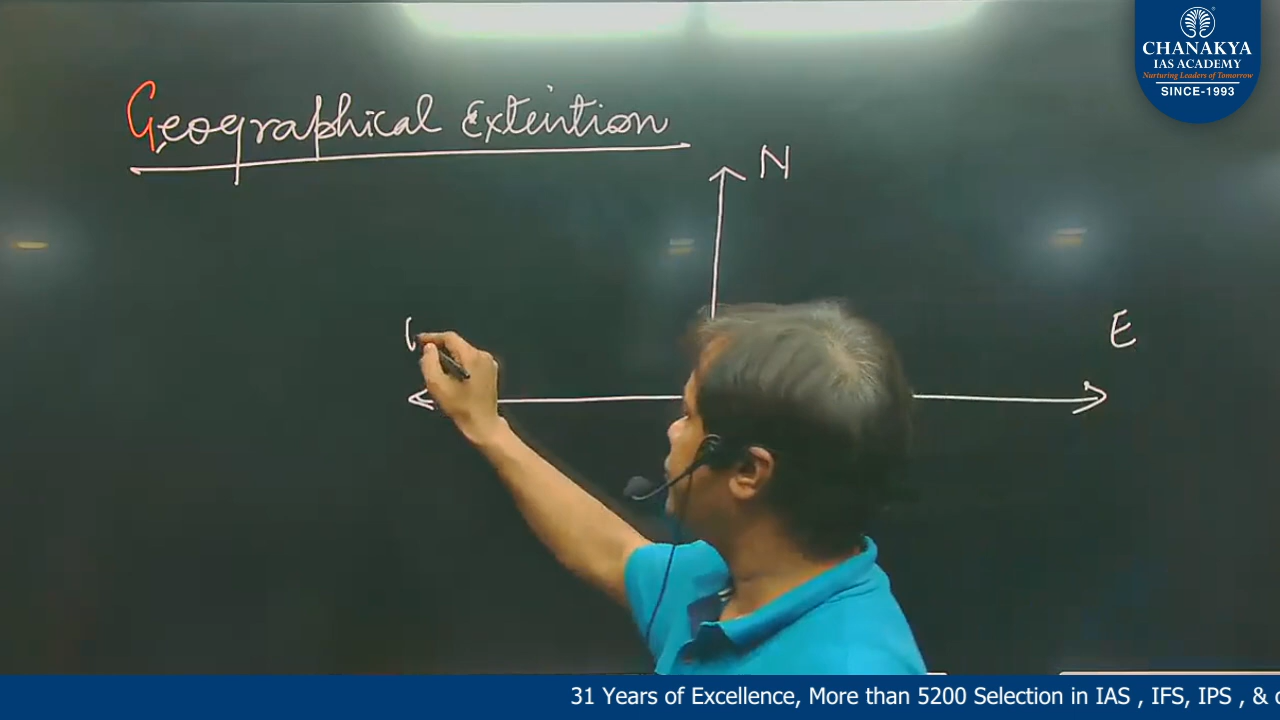 CHANAKYA
IAS ACADEMY
Nurturing Leaders of Tomorrow
SINCE-1993
Geographical Extention
N
E
31 Years of Excellence, More than 5200 Selection in IAS , IFS, IPS , &